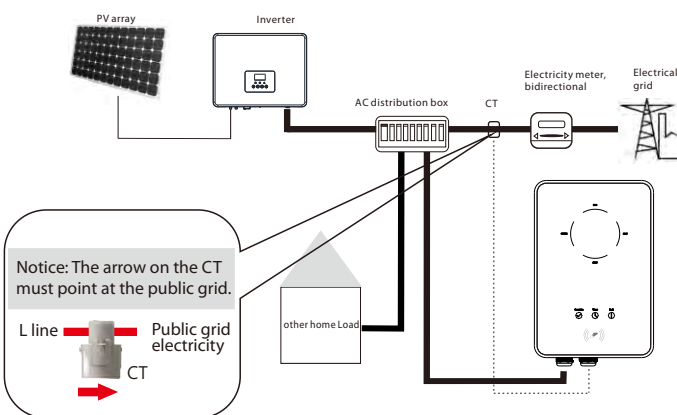 PV array
Inverter
Electricity meter,
bidirectional
Electrical
grid
AC distribution box
CT
Notice: The arrow on the CT
must point at the public grid.
other home Load
L line
Public grid
electricity
CT